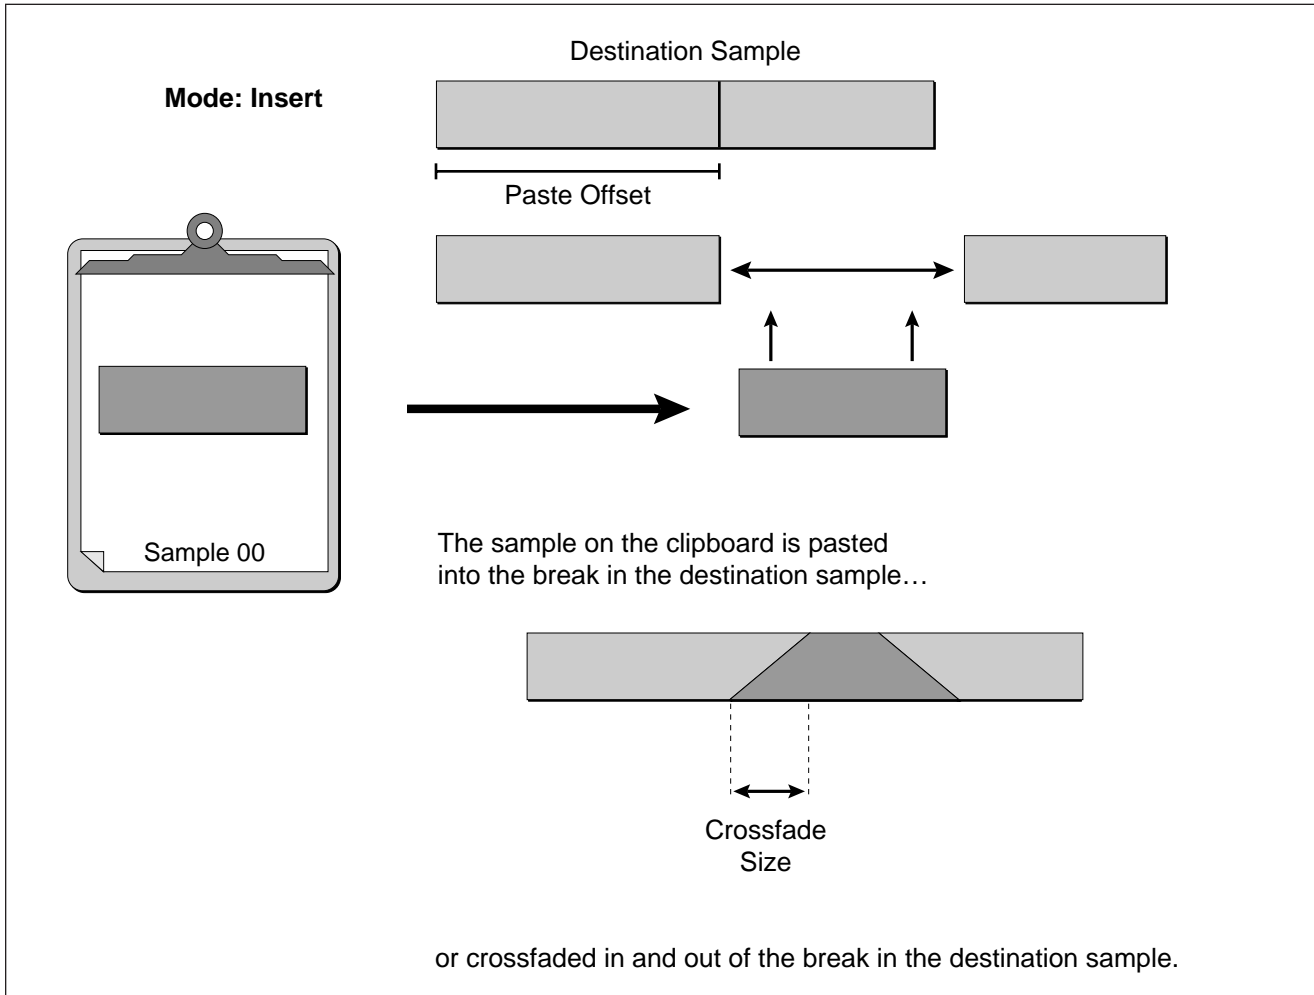 Destination Sample
Mode: Insert
Paste Offset
Sample 00
The sample on the clipboard is pasted
into the break in the destination sample…
Crossfade
Size
or crossfaded in and out of the break in the destination sample.